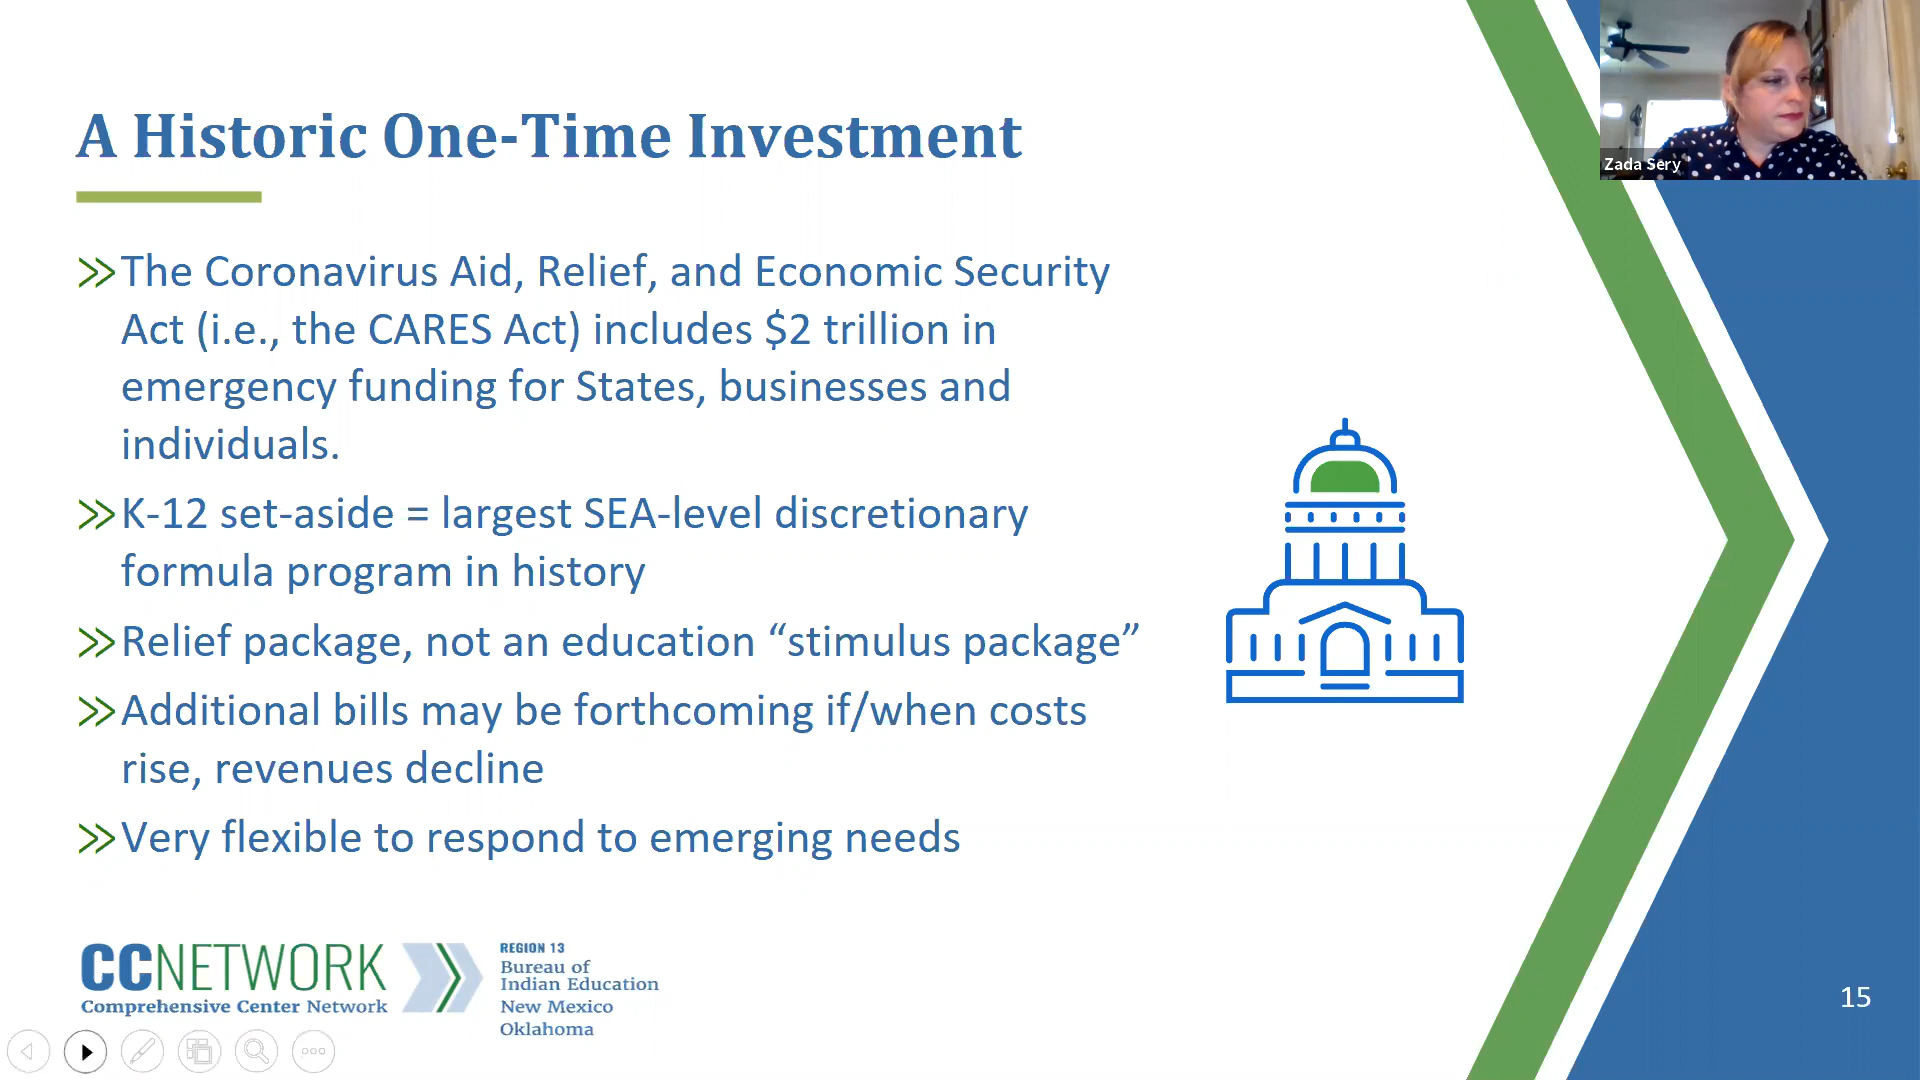 A Historic One-Time Investment
The Coronavirus Aid, Relief, and Economic Security
Act (i.e., the CARES Act) includes $2 trillion in
emergency funding for States, businesses and
individuals.
K-12 set-aside = largest SEA-level discretionary
formula program in history
Relief package, not an education “stimulus package”
Additional bills may be forthcoming if/when costs
rise, revenues decline
Very flexible to respond to emerging needs
Zada Sery
CCNETWORK
Comprehensive Center Network
REGION 13
Bureau of
Indian Education
New Mexico
Oklahoma
15